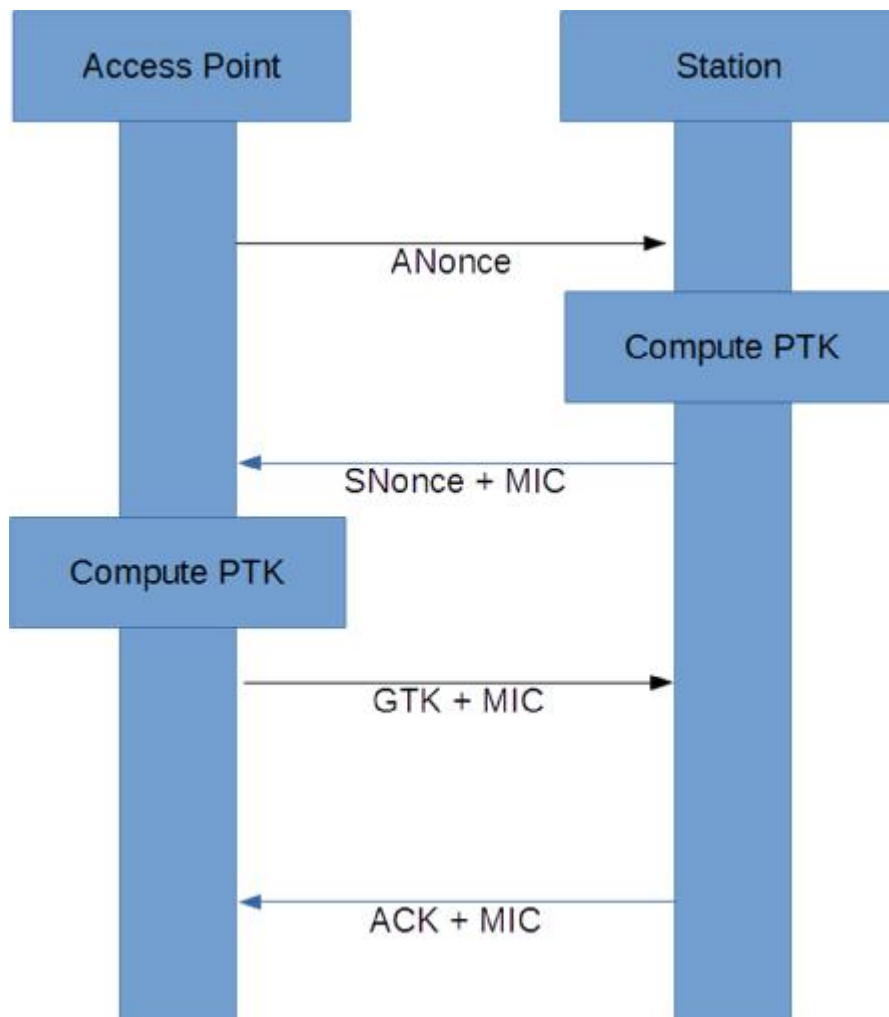 Access Point
Station
ANonce
Compute PTK
SNonce + MIC
Compute PTK
GTK + MIC
ACK + MIC